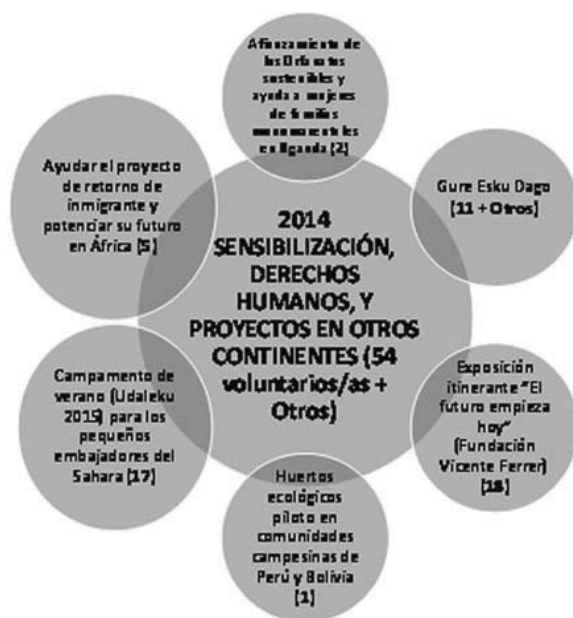 Afianzamiento de
los Orfanatos
sostenibles y
ayuda a mujeres
de familias
monomarentales
en Uganda (2)
Gure Esku Dago
(11 + Otros)
Exposición
itinerante "El
futuro empieza
hoy"
(Fundación
Vicente Ferrer)
(18)
Huertos
ecológicos
piloto en
comunidades
campesinas de
Perú y Bolivia
(1)
Campamento de
verano (Udaleku
2015) para los
pequeños
embajadores del
Sahara (17)
Ayudar el proyecto
de retorno de
inmigrante y
potenciar su futuro
en África (5)
2014
SENSIBILIZACIÓN,
DERECHOS
HUMANOS, Y
PROYECTOS EN OTROS
CONTINENTES (54
voluntarios/as +
Otros)